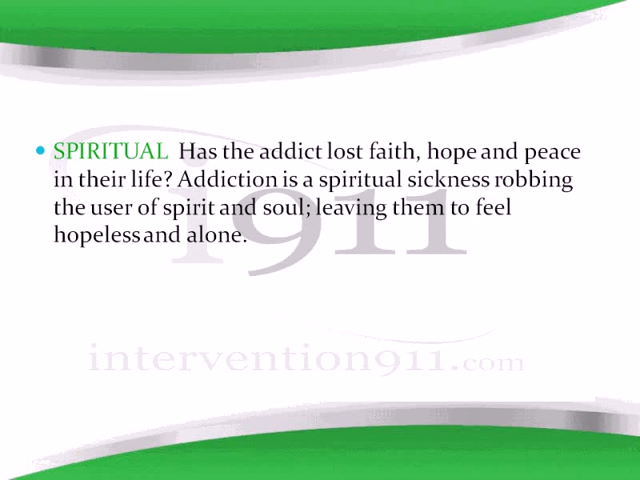 SPIRITUAL Has the addict lost faith, hope and peace
in their life? Addiction is a spiritual sickness robbing
the user of spirit and soul; leaving them to feel
hopeless and alone.
i911
intervention911.com